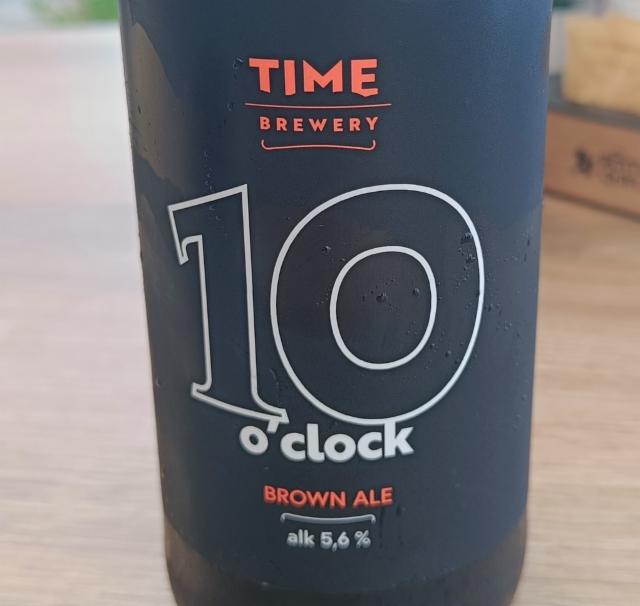 TIME
BREWERY
10
o'clock
BROWN ALE
alk 5,6 %